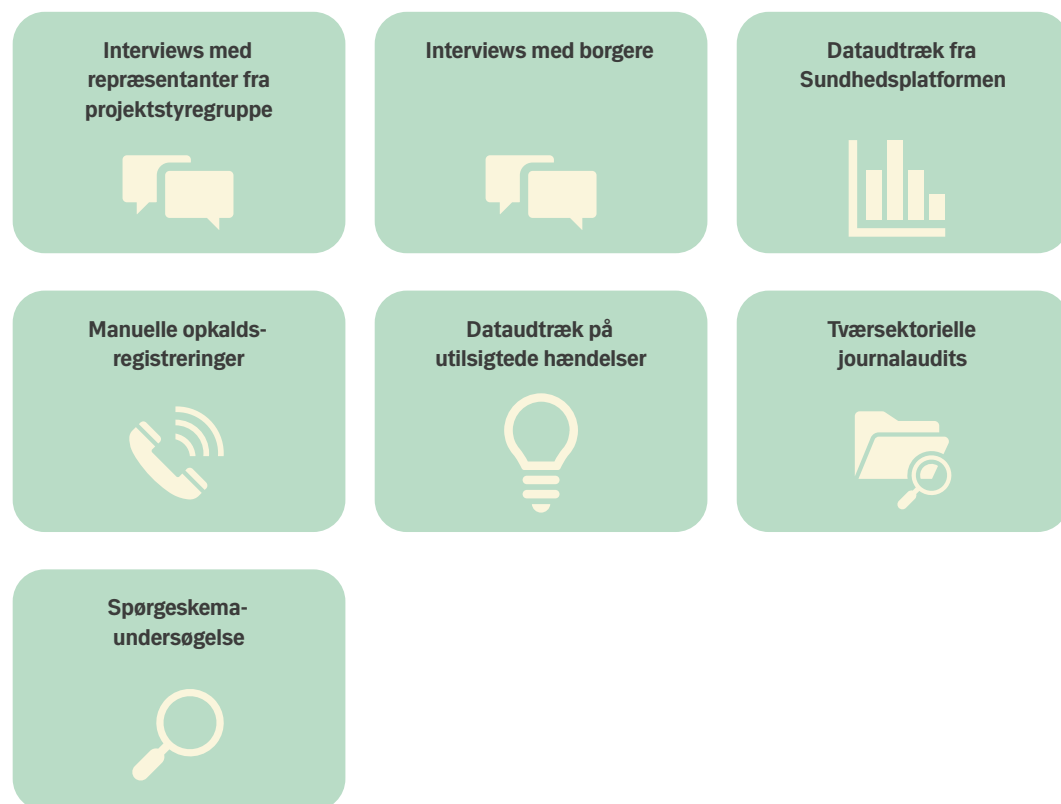 Interviews med
repræsentanter fra
projektstyregruppe
Interviews med borgere
Dataudtræk fra
Sundhedsplatformen
Manuelle opkalds-
registreringer
Dataudtræk på
utilsigtede hændelser
Tværsektorielle
journalaudits
Spørgeskema-
undersøgelse